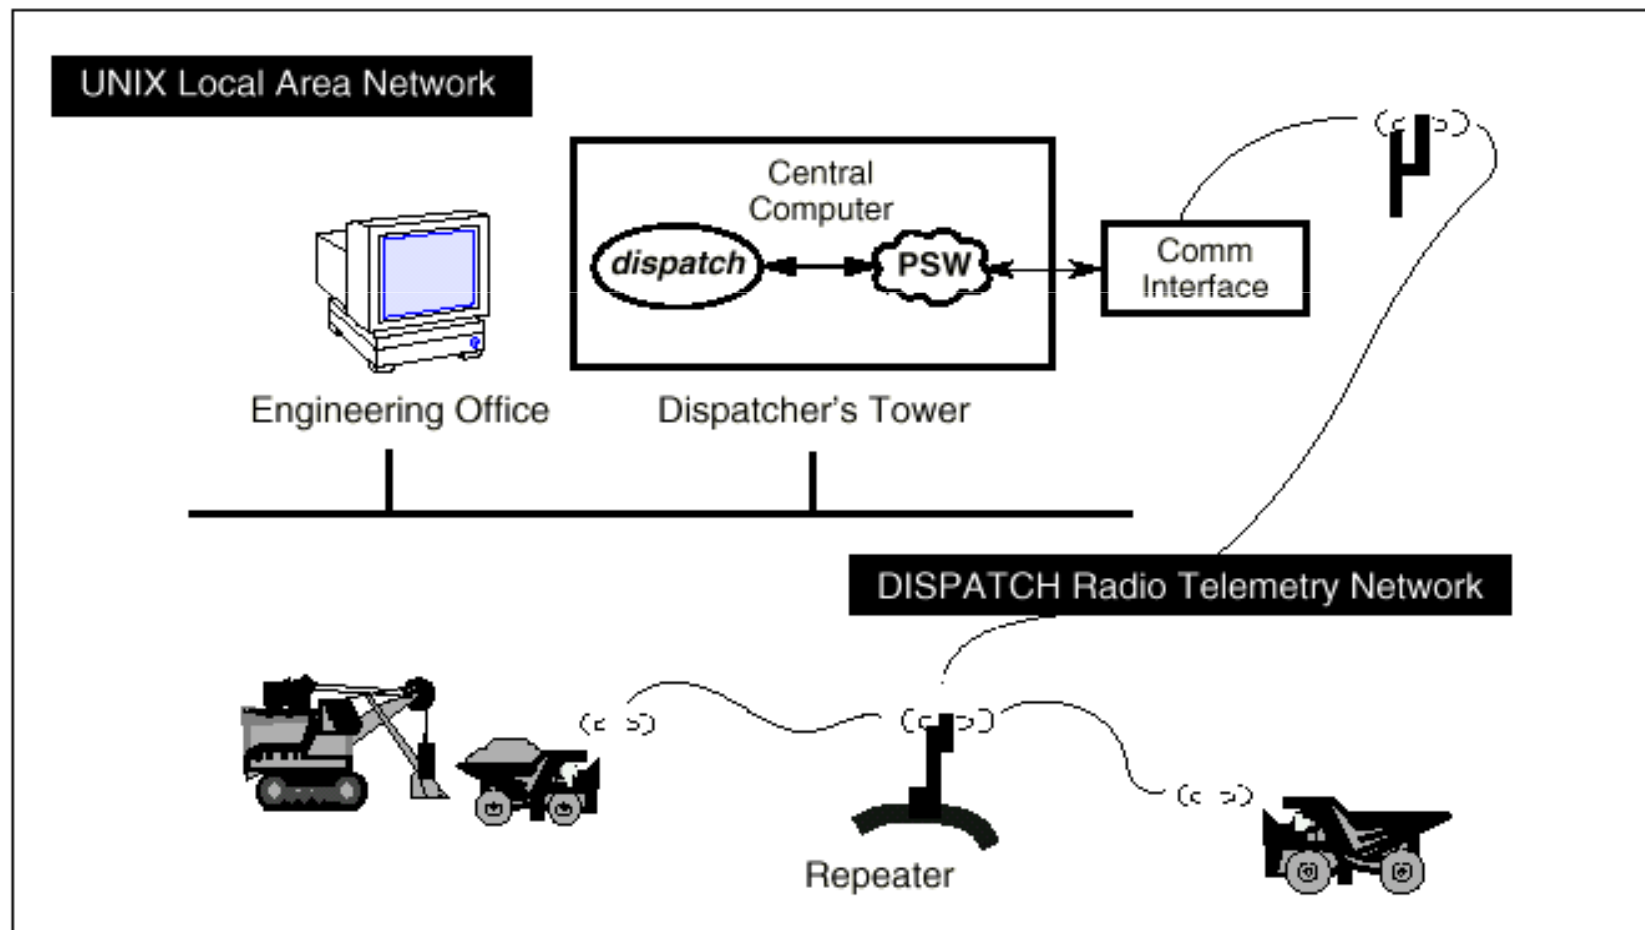 UNIX Local Area Network
Central
Computer
dispatch
PSW
Comm
Interface
Engineering Office
Dispatcher's Tower
DISPATCH Radio Telemetry Network
Repeater